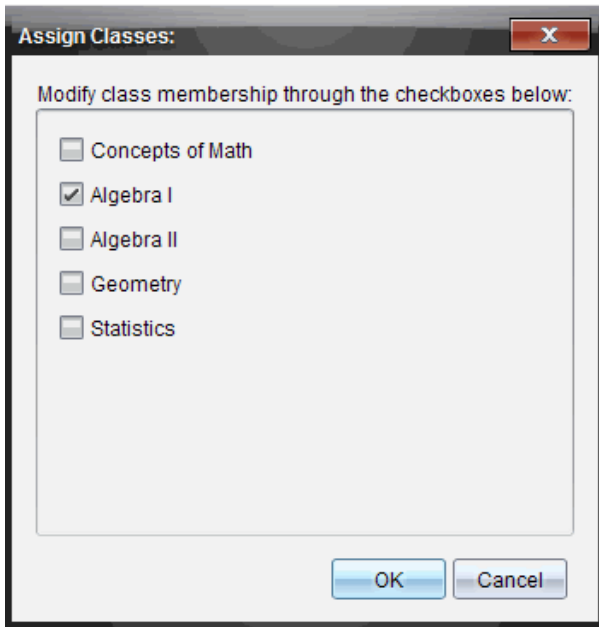 Assign Classes:
X
Modify class membership through the checkboxes below:
Concepts of Math
Algebra I
Algebra II
Geometry
Statistics
OK Cancel